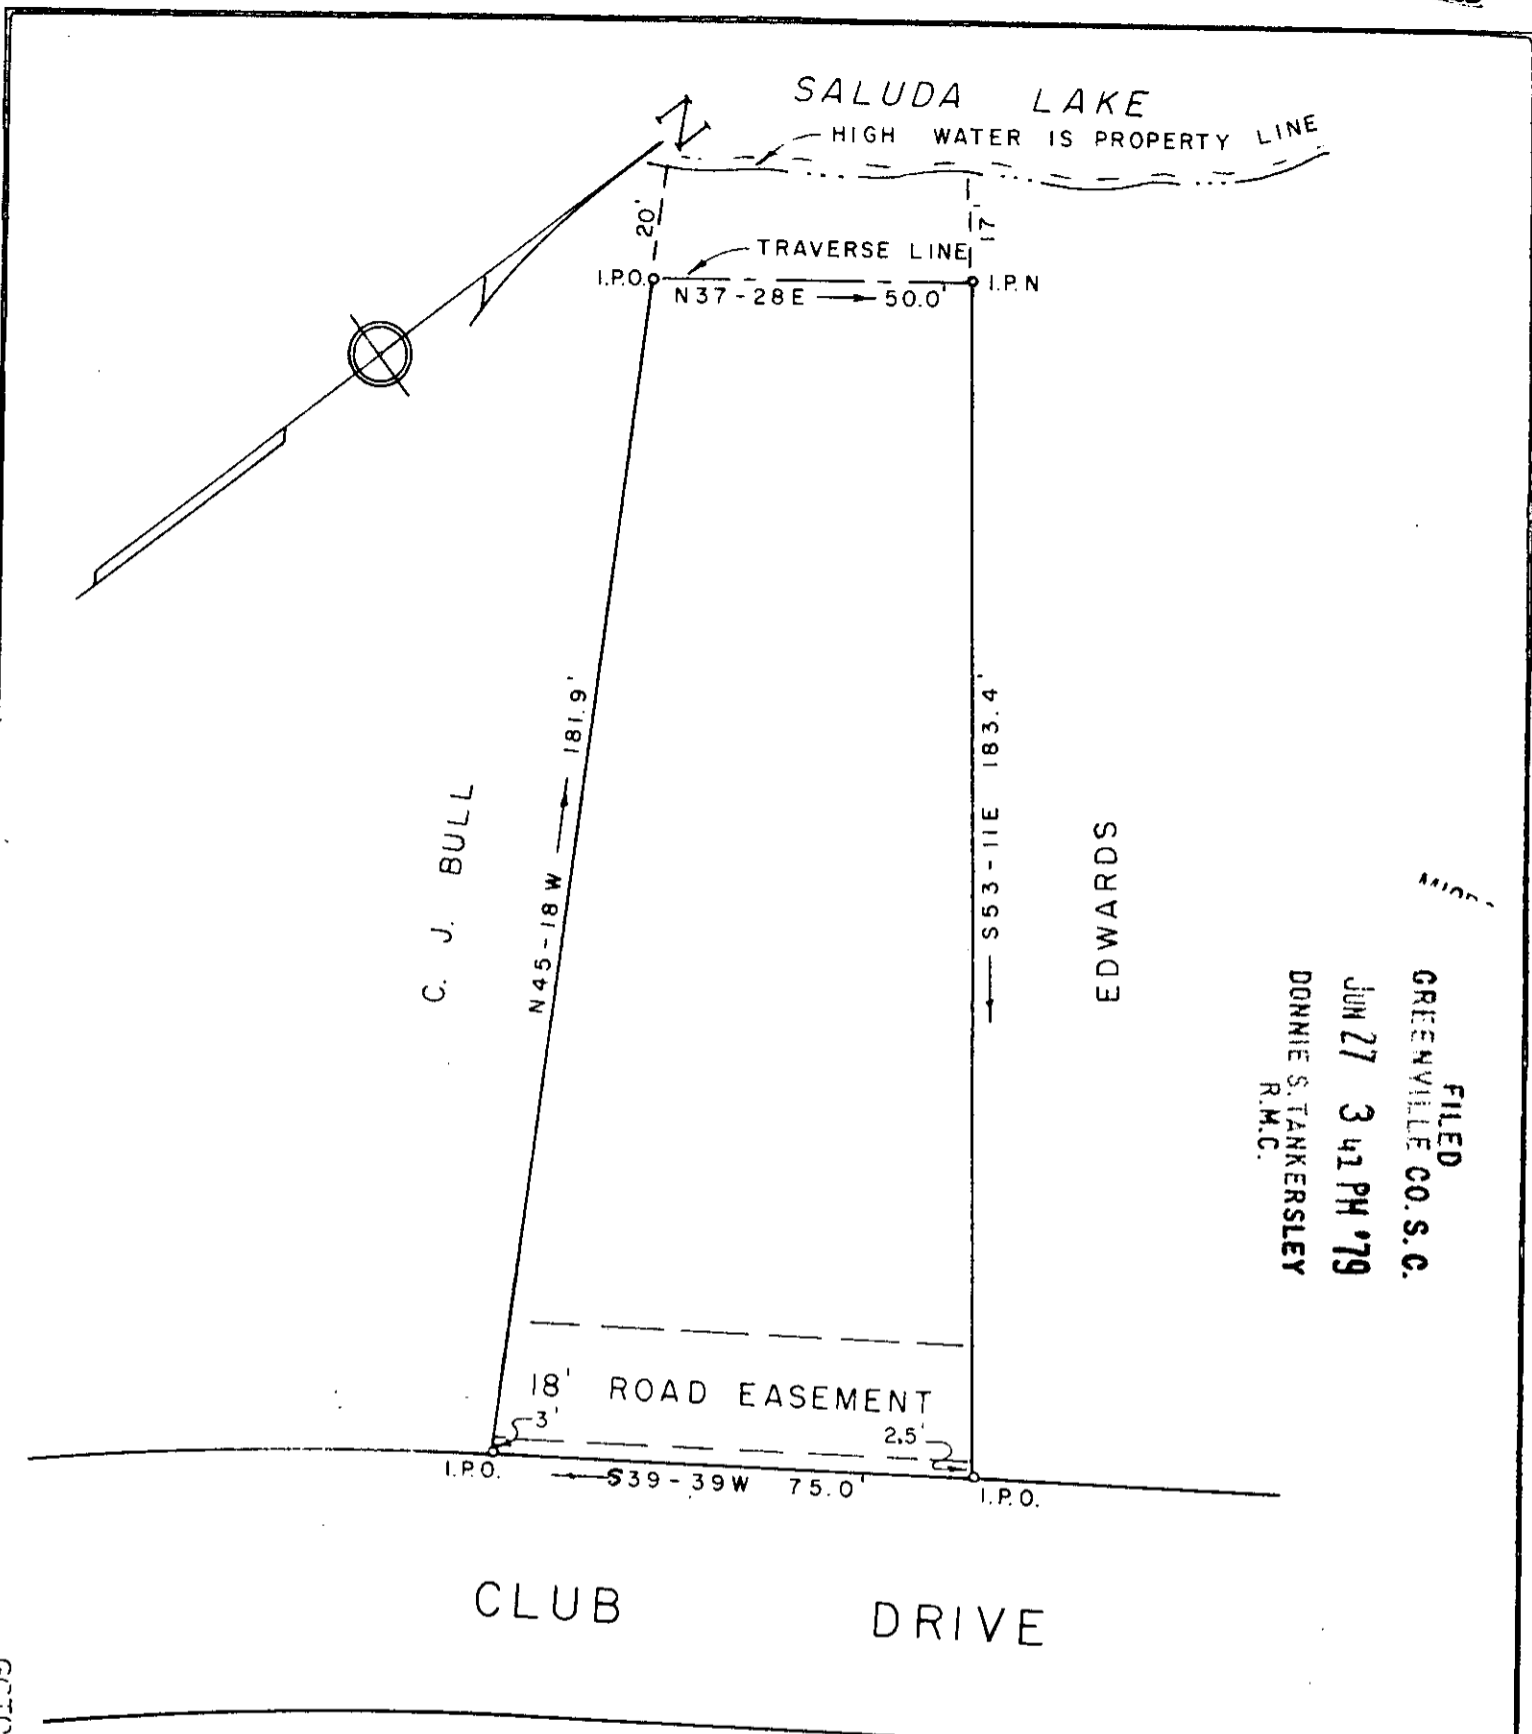 SALUDA LAKE
HIGH WATER IS PROPERTY LINE
N
20'
17'
TRAVERSE LINE
I.P.O.
I.P.N
N37-28E 50.0'
N45-18W 181.9'
S53-11E 183.4'
C. J. BULL
EDWARDS
FILED
GREENVILLE CO. S. C.
JUN 27 3 42 PM '79
DONNIE S. TANKERSLEY
R.M.C.
18' ROAD EASEMENT
3'
2.5'
I.P.O.
S39-39W 75.0'
I.P.O.
CLUB DRIVE